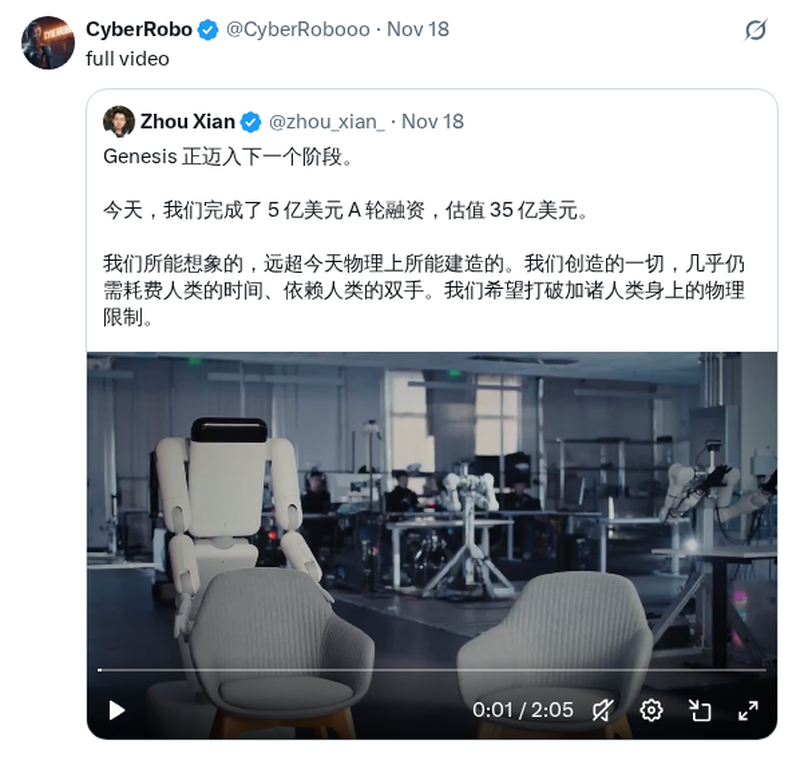 CyberRobo @CyberRobooo · Nov 18
full video
Zhou Xian @zhou_xian_ · Nov 18
Genesis 正迈入下一个阶段。
今天，我们完成了 5 亿美元 A 轮融资，估值 35 亿美元。
我们所能想象的，远超今天物理上所能建造的。我们创造的一切，几乎仍
需耗费人类的时间、依赖人类的双手。我们希望打破加诸人类身上的物理
限制。
0:01 / 2:05